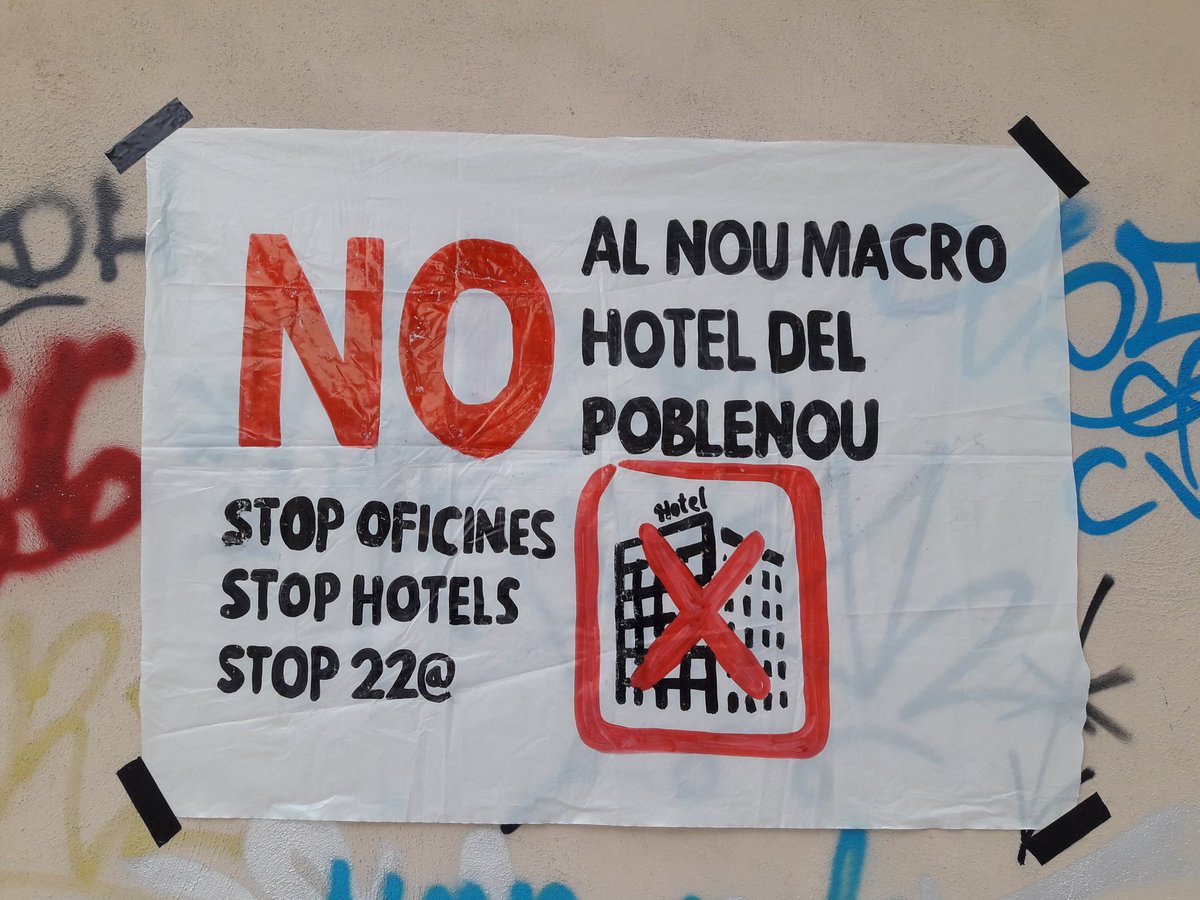 NO
AL NOU MACRO
HOTEL DEL
POBLENOU
STOP OFICINES
STOP HOTELS
STOP 22@
Hotel